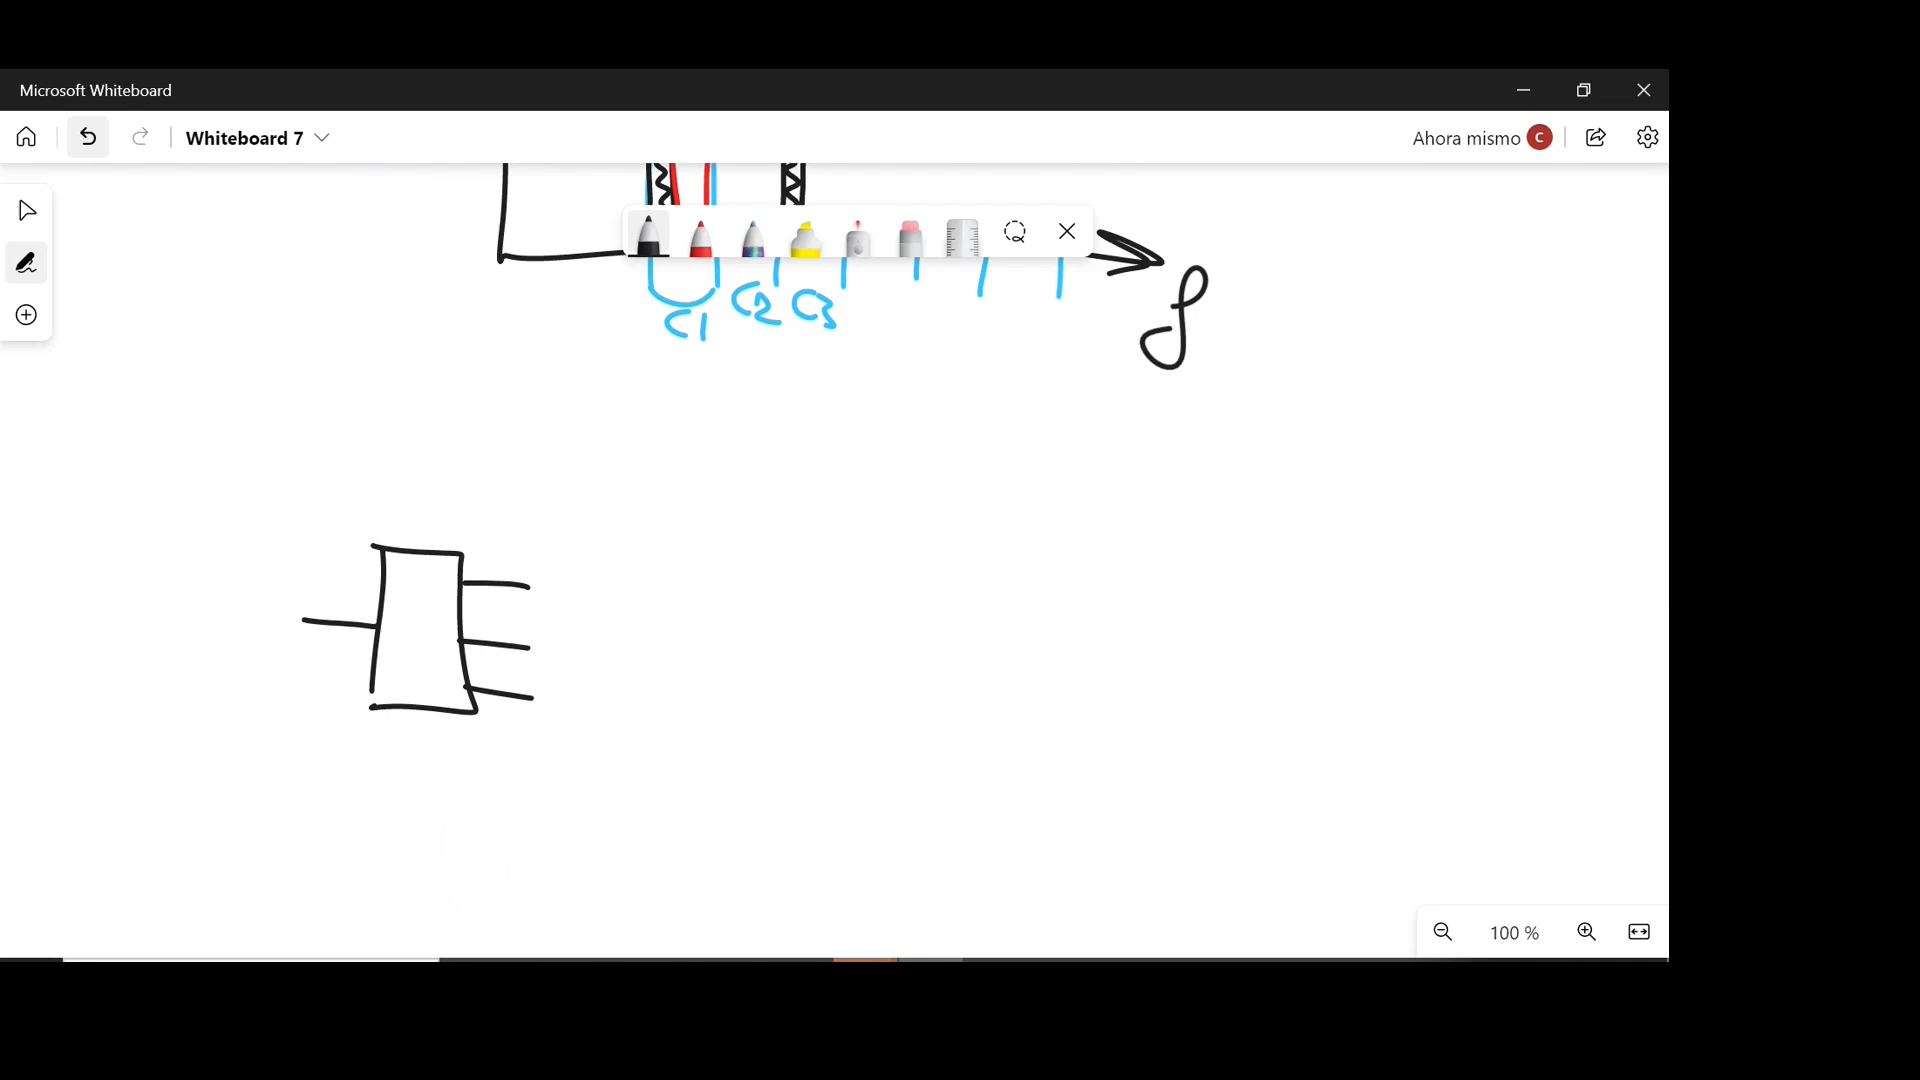 Microsoft Whiteboard
Whiteboard 7
Ahora mismo C
C1 C2 C3
f
100 %